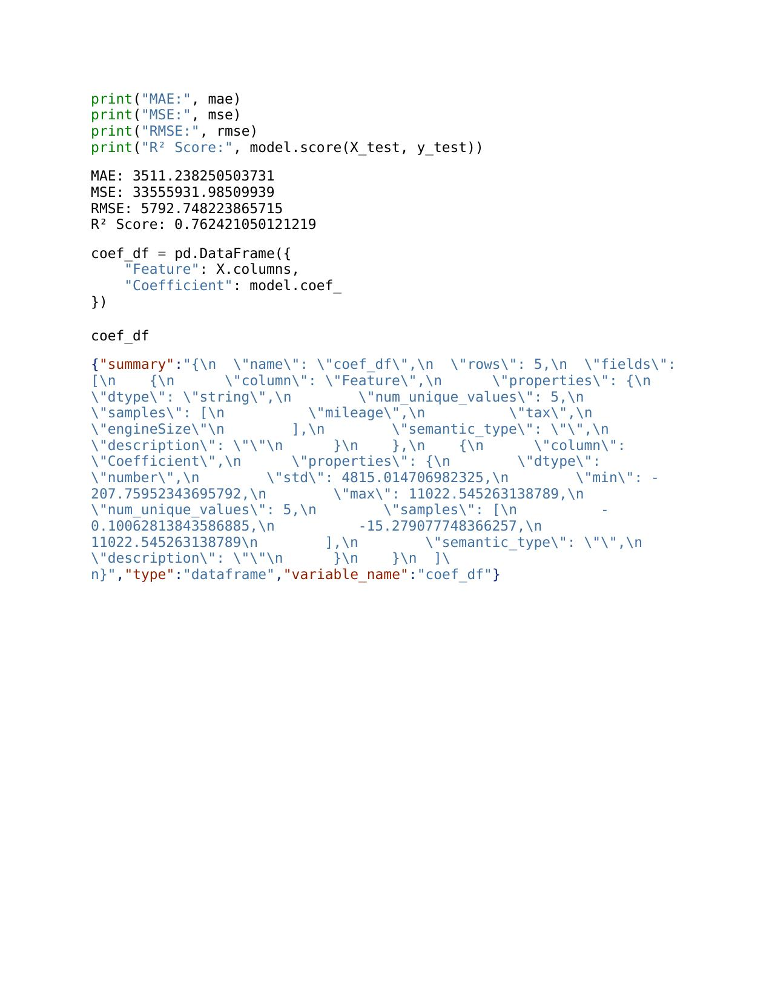 print("MAE:", mae)
print("MSE:", mse)
print("RMSE:", rmse)
print("R² Score:", model.score(X_test, y_test))
MAE: 3511.238250503731
MSE: 33555931.98509939
RMSE: 5792.748223865715
R² Score: 0.762421050121219
coef_df = pd.DataFrame({
    "Feature": X.columns,
    "Coefficient": model.coef_
})
coef_df
{"summary":"{\n  \"name\": \"coef_df\",\n  \"rows\": 5,\n  \"fields\":
[\n    {\n      \"column\": \"Feature\",\n      \"properties\": {\n
\"dtype\": \"string\",\n        \"num_unique_values\": 5,\n
\"samples\": [\n          \"mileage\",\n          \"tax\",\n
\"engineSize\"\n        ],\n        \"semantic_type\": \"\",\n
\"description\": \"\"\n      }\n    },\n    {\n      \"column\":
\"Coefficient\",\n      \"properties\": {\n        \"dtype\":
\"number\",\n        \"std\": 4815.014706982325,\n        \"min\": -
207.75952343695792,\n        \"max\": 11022.545263138789,\n
\"num_unique_values\": 5,\n        \"samples\": [\n          -
0.10062813843586885,\n          -15.279077748366257,\n
11022.545263138789\n        ],\n        \"semantic_type\": \"\",\n
\"description\": \"\"\n      }\n    }\n  ]\
n}","type":"dataframe","variable_name":"coef_df"}